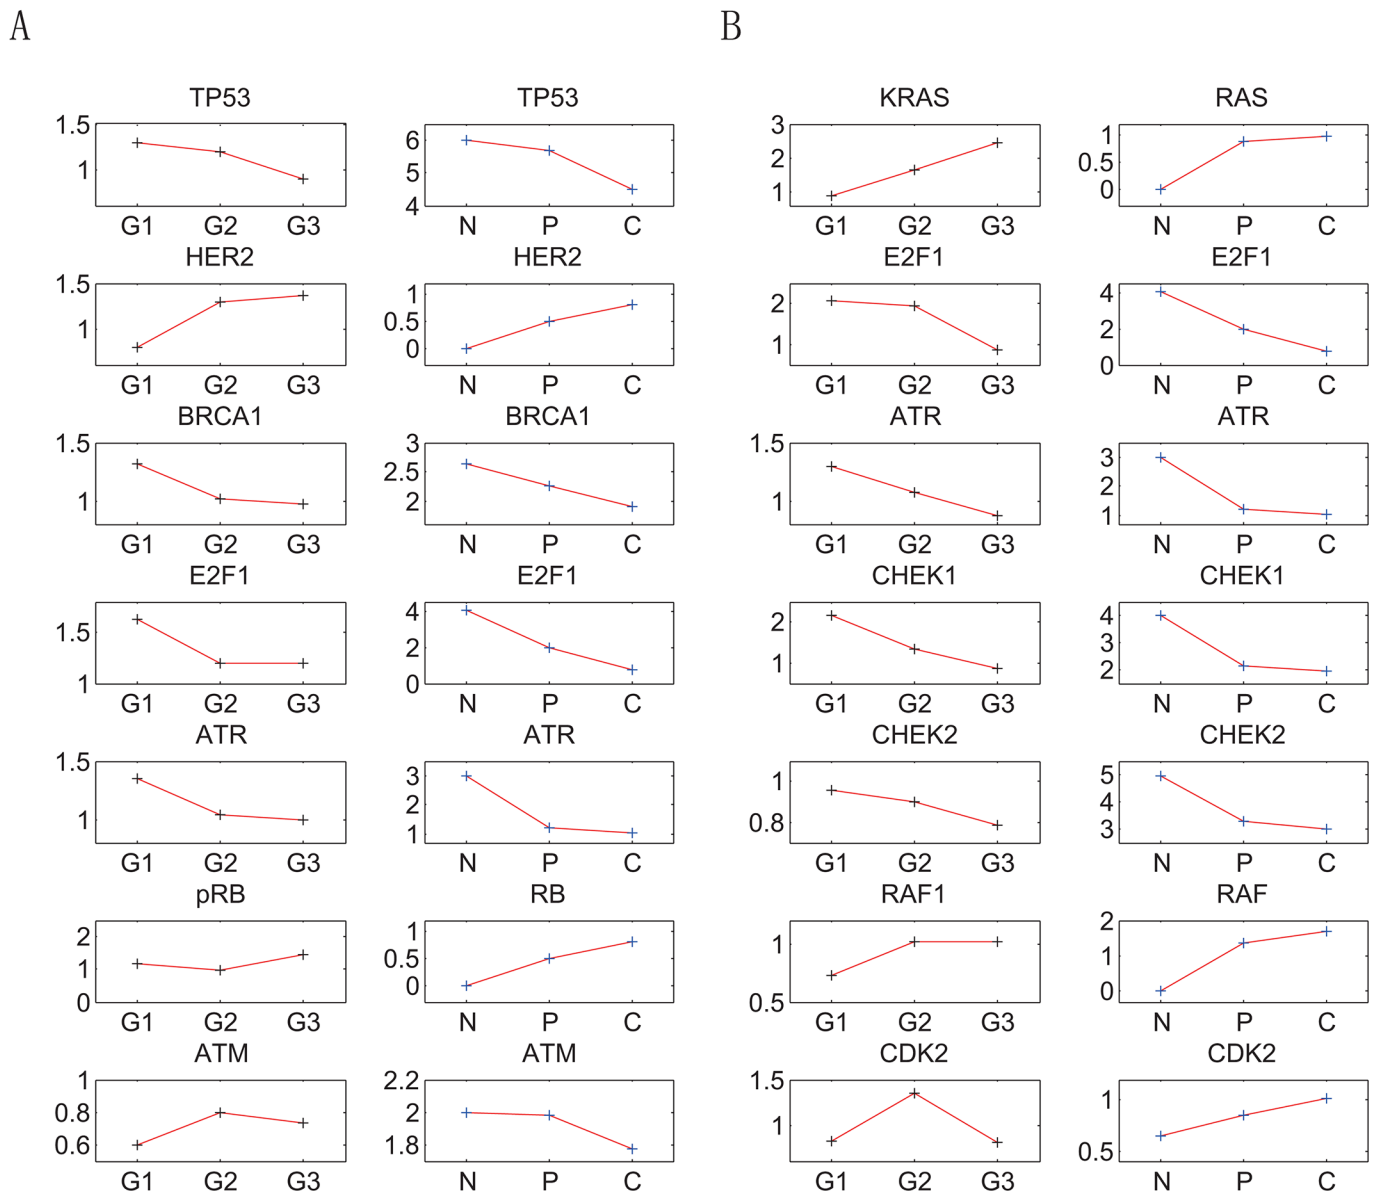 A B
TP53 TP53 KRAS RAS
1.5
1
G1 G2 G3
6
5
4
N P C
3
2
1
G1 G2 G3
1
0.5
0
N P C
HER2 HER2 E2F1 E2F1
1.5
1
G1 G2 G3
1
0.5
0
N P C
2
1
G1 G2 G3
4
2
0
N P C
BRCA1 BRCA1 ATR ATR
1.5
1
G1 G2 G3
3
2.5
2
N P C
1.5
1
G1 G2 G3
3
2
1
N P C
E2F1 E2F1 CHEK1 CHEK1
1.5
1
G1 G2 G3
4
2
0
N P C
2
1
G1 G2 G3
4
3
2
N P C
ATR ATR CHEK2 CHEK2
1.5
1
G1 G2 G3
3
2
1
N P C
1
0.8
G1 G2 G3
5
4
3
N P C
pRB RB RAF1 RAF
2
1
0
G1 G2 G3
1
0.5
0
N P C
1
0.5
G1 G2 G3
2
1
0
N P C
ATM ATM CDK2 CDK2
1
0.8
0.6
G1 G2 G3
2.2
2
1.8
N P C
1.5
1
G1 G2 G3
1
0.5
N P C